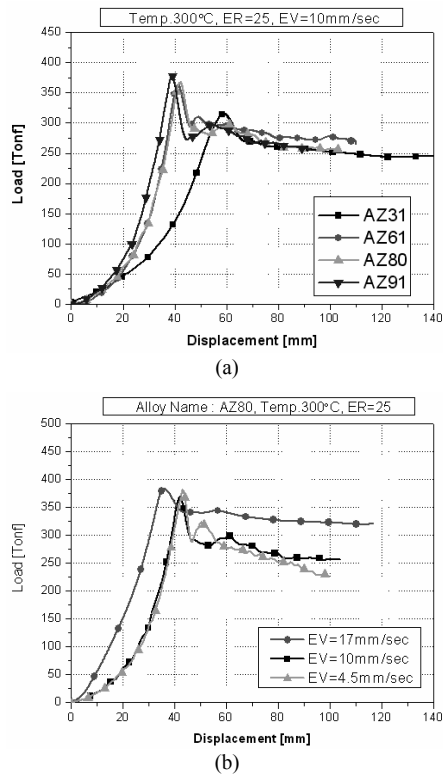 Temp.300°C, ER=25, EV=10mm/sec
450
400
350
300
250
200
150
100
50
0
Load [Tonf]
AZ31
AZ61
AZ80
AZ91
0 20 40 60 80 100 120 140
Displacement [mm]
(a)
Alloy Name : AZ80, Temp.300°C, ER=25
500
450
400
350
300
250
200
150
100
50
0
Load [Tonf]
EV=17mm/sec
EV=10mm/sec
EV=4.5mm/sec
0 20 40 60 80 100 120 140
Displacement [mm]
(b)